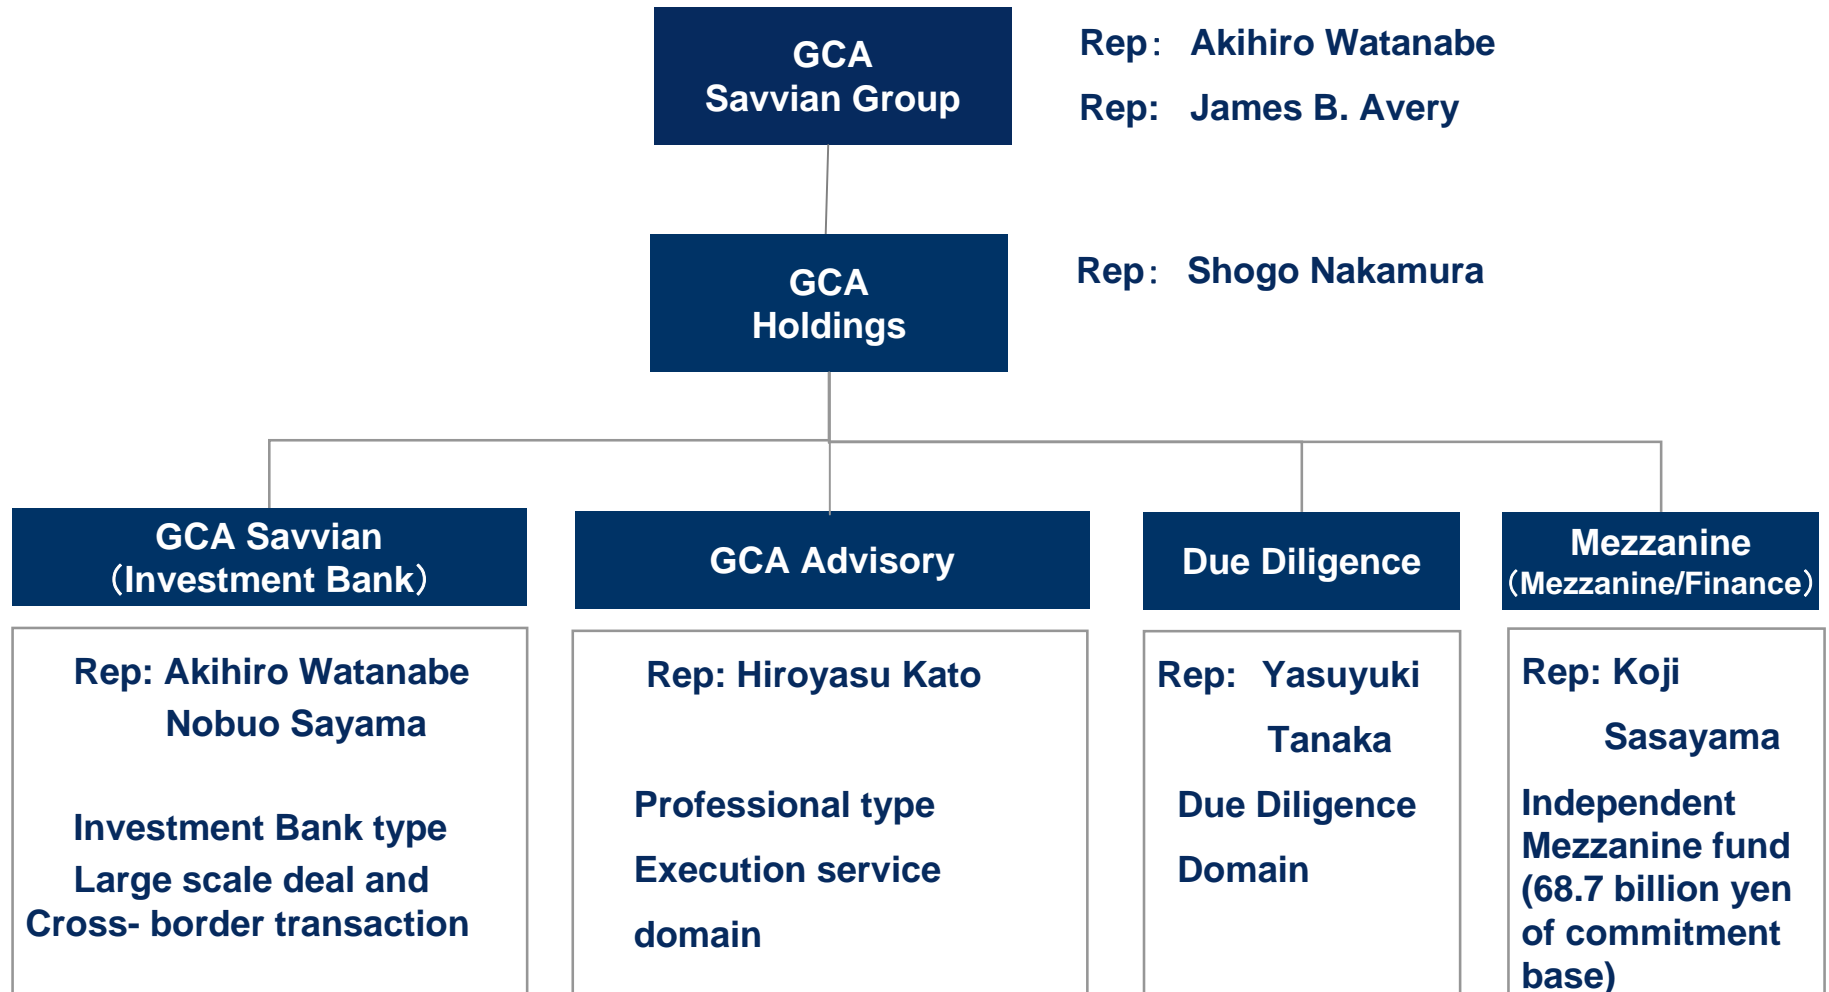 GCA
Savvian Group
Rep： Akihiro Watanabe
Rep: James B. Avery
GCA
Holdings
Rep： Shogo Nakamura
GCA Savvian
（Investment Bank）
Rep: Akihiro Watanabe
Nobuo Sayama
Investment Bank type
Large scale deal and
Cross- border transaction
GCA Advisory
Rep: Hiroyasu Kato
Professional type
Execution service
domain
Due Diligence
Rep: Yasuyuki
Tanaka
Due Diligence
Domain
Mezzanine
（Mezzanine/Finance）
Rep: Koji
Sasayama
Independent
Mezzanine fund
(68.7 billion yen
of commitment
base)